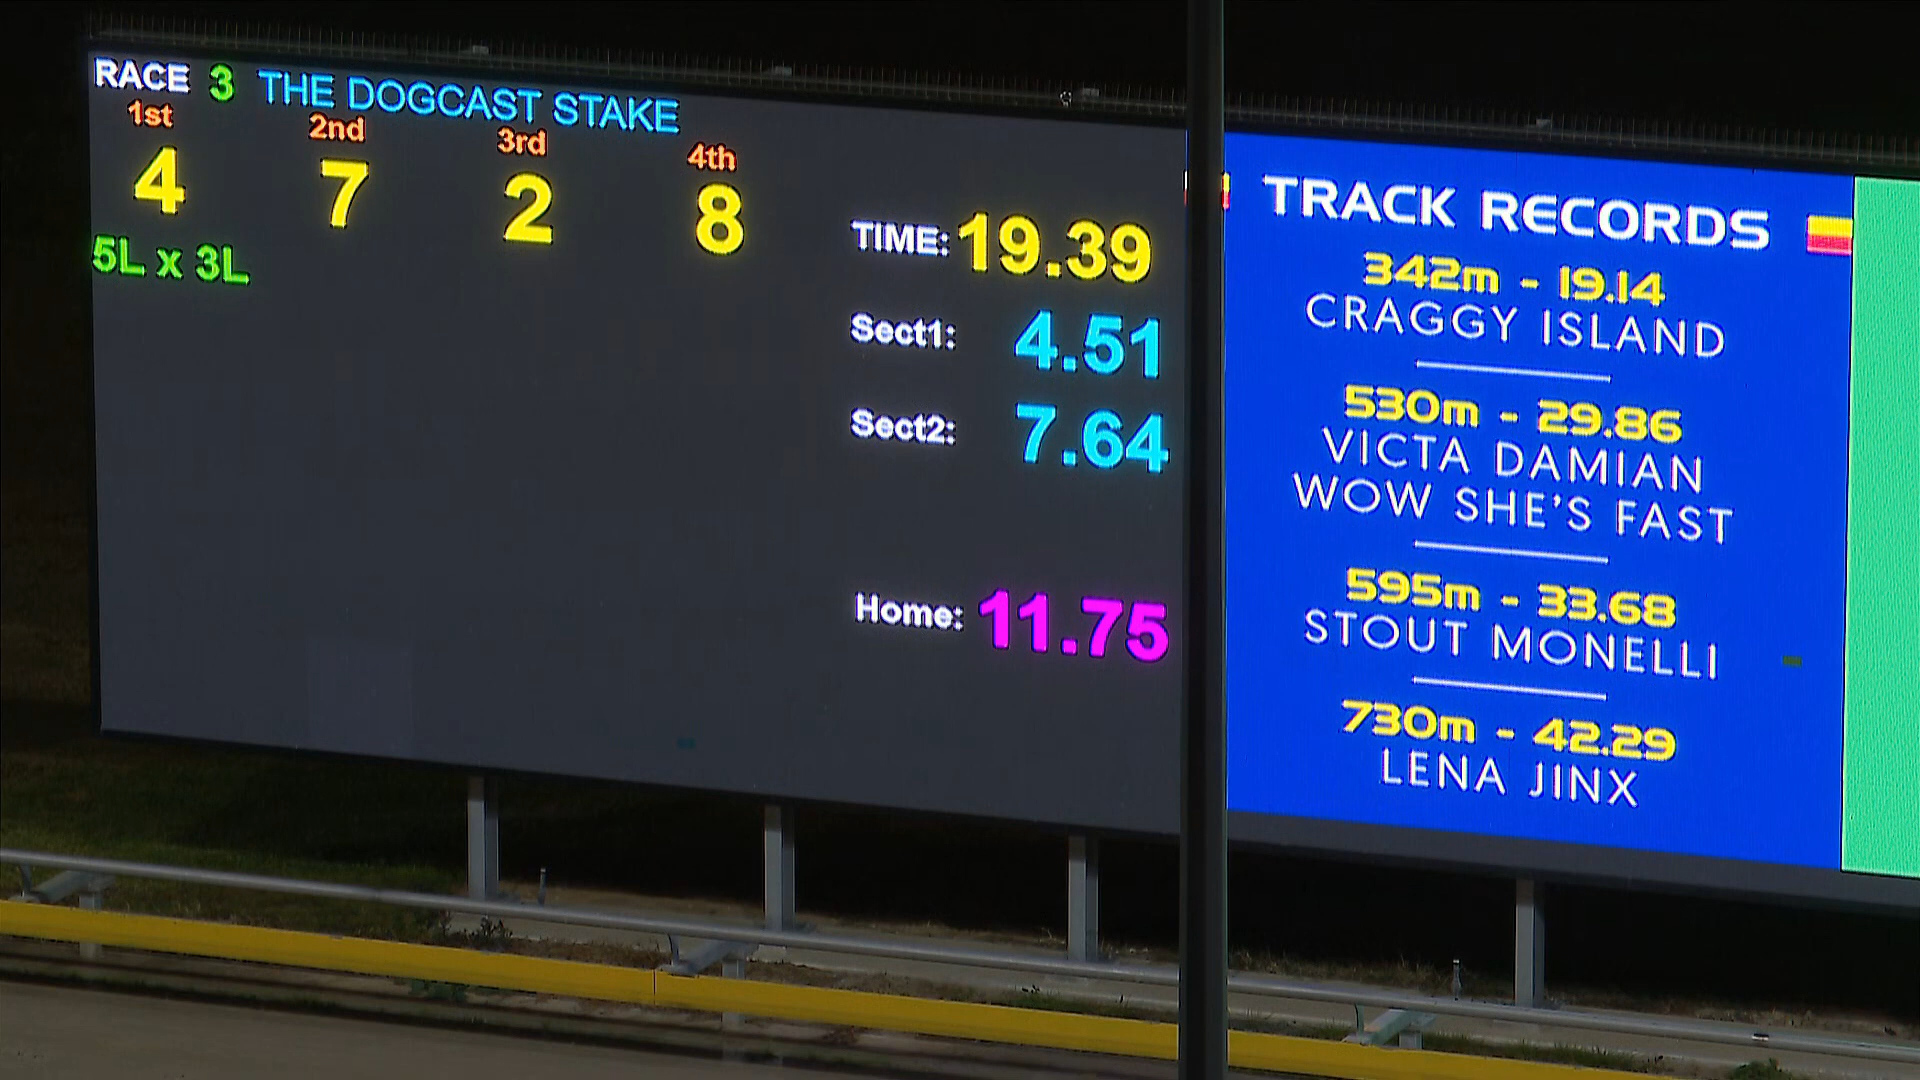 RACE 3 THE DOGCAST STAKE
1st 2nd 3rd 4th
4 7 2 8
5L x 3L
TIME: 19.39
Sect1: 4.51
Sect2: 7.64
Home: 11.75
TRACK RECORDS
342m - 19.14
CRAGGY ISLAND
530m - 29.86
VICTA DAMIAN
WOW SHE'S FAST
595m - 33.68
STOUT MONELLI
730m - 42.29
LENA JINX